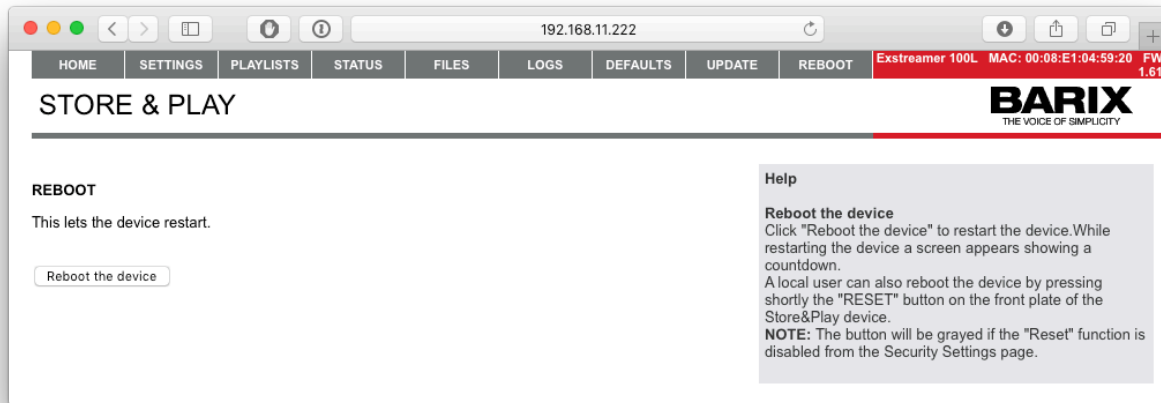 192.168.11.222
HOME SETTINGS PLAYLISTS STATUS FILES LOGS DEFAULTS UPDATE REBOOT
Exstreamer 100L MAC: 00:08:E1:04:59:20 FW
1.61
STORE & PLAY
BARIX
THE VOICE OF SIMPLICITY
REBOOT
This lets the device restart.
Reboot the device
Help
Reboot the device
Click "Reboot the device" to restart the device.While
restarting the device a screen appears showing a
countdown.
A local user can also reboot the device by pressing
shortly the "RESET" button on the front plate of the
Store&Play device.
NOTE: The button will be grayed if the "Reset" function is
disabled from the Security Settings page.